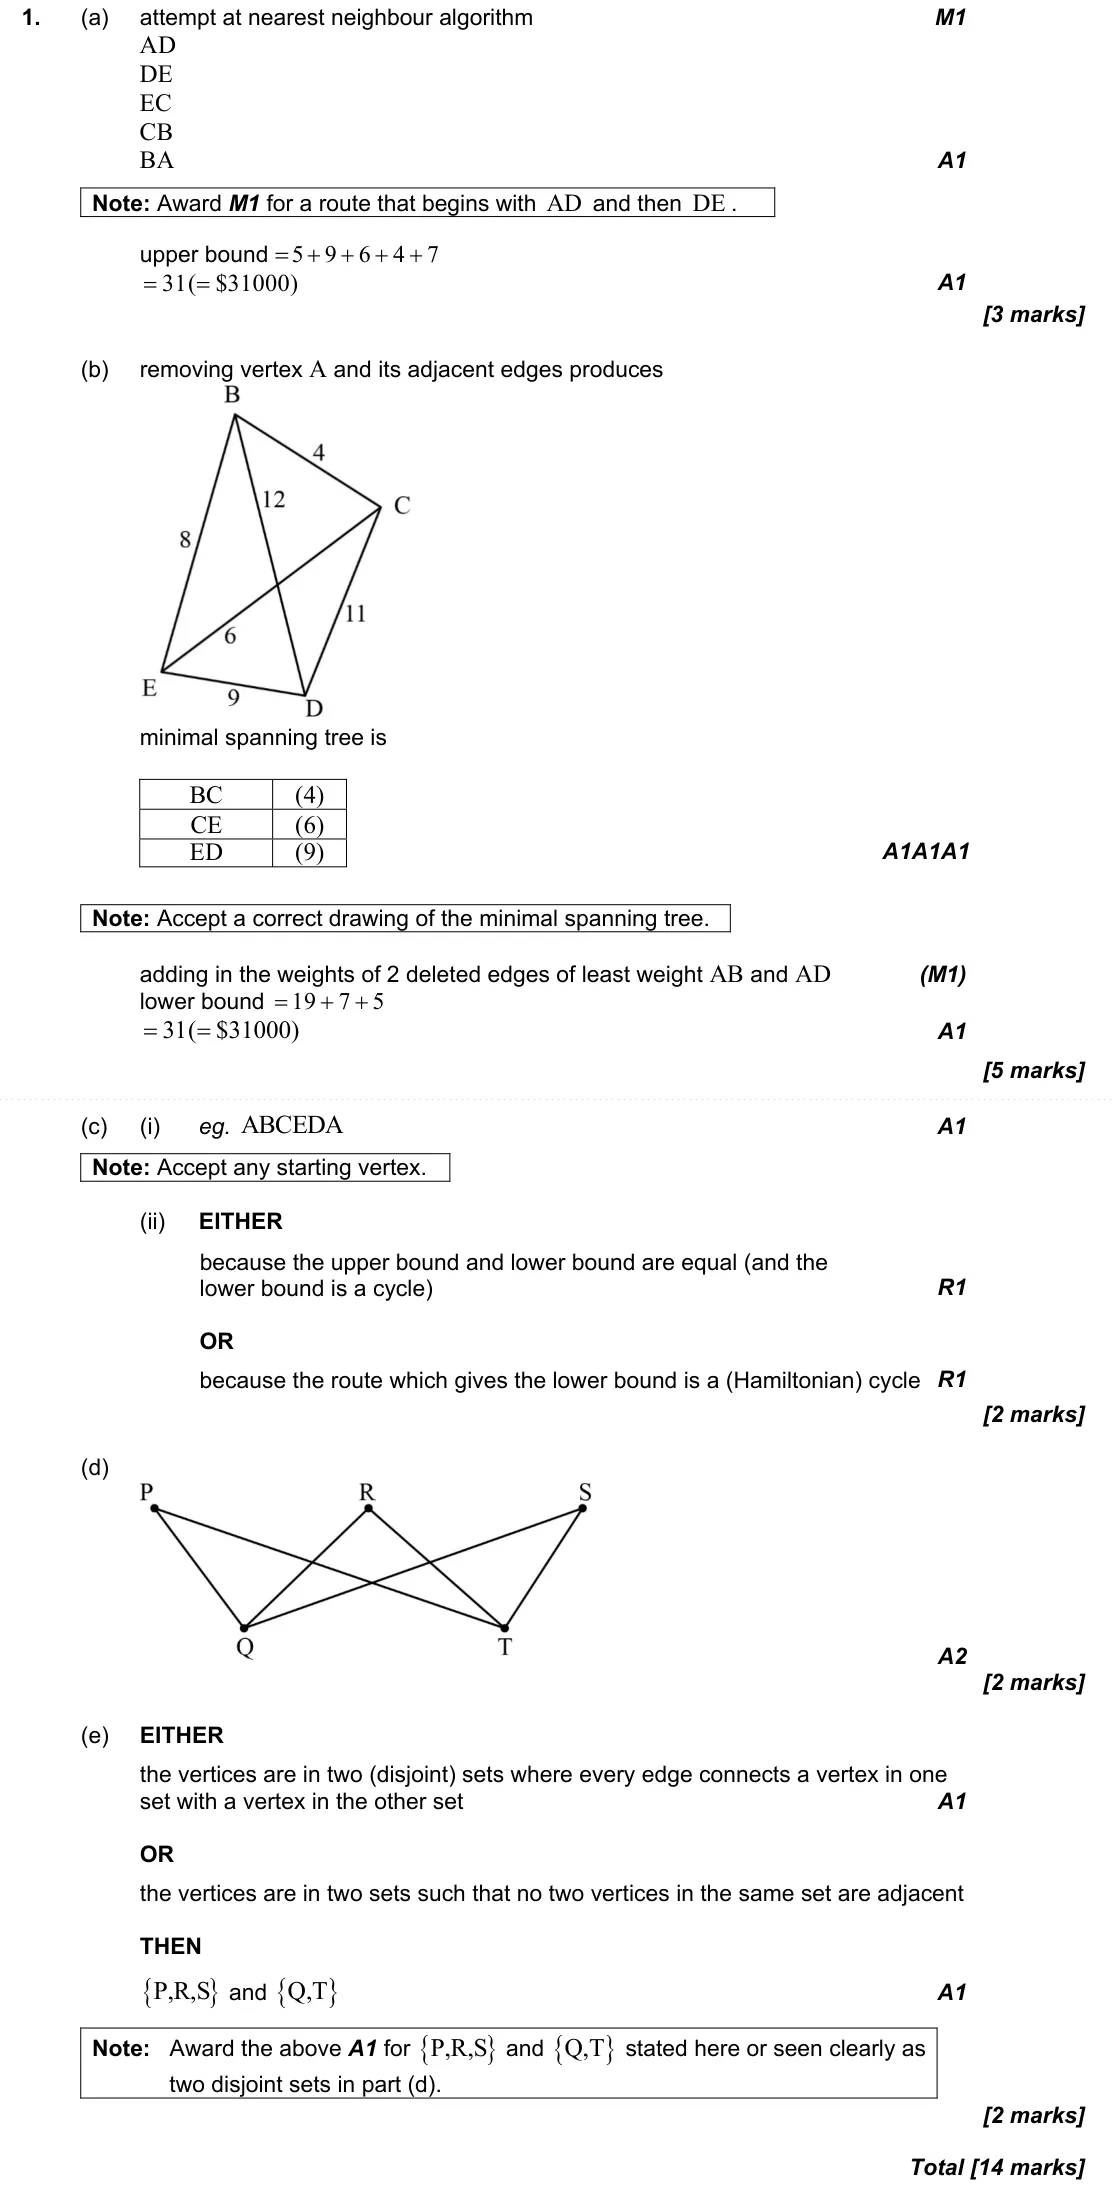 1. (a) attempt at nearest neighbour algorithm M1
AD
DE
EC
CB
BA A1
Note: Award M1 for a route that begins with AD and then DE .
upper bound = 5 + 9 + 6 + 4 + 7
= 31 (= $31000) A1
[3 marks]
(b) removing vertex A and its adjacent edges produces
B
4
12
C
8
11
6
E
9
D
minimal spanning tree is
BC (4)
CE (6)
ED (9) A1A1A1
Note: Accept a correct drawing of the minimal spanning tree.
adding in the weights of 2 deleted edges of least weight AB and AD (M1)
lower bound = 19 + 7 + 5
= 31 (= $31000) A1
[5 marks]
(c) (i) eg. ABCEDA A1
Note: Accept any starting vertex.
(ii) EITHER
because the upper bound and lower bound are equal (and the
lower bound is a cycle) R1
OR
because the route which gives the lower bound is a (Hamiltonian) cycle R1
[2 marks]
(d)
P R S
Q T
A2
[2 marks]
(e) EITHER
the vertices are in two (disjoint) sets where every edge connects a vertex in one
set with a vertex in the other set A1
OR
the vertices are in two sets such that no two vertices in the same set are adjacent
THEN
{P,R,S} and {Q,T} A1
Note: Award the above A1 for {P,R,S} and {Q,T} stated here or seen clearly as
two disjoint sets in part (d).
[2 marks]
Total [14 marks]